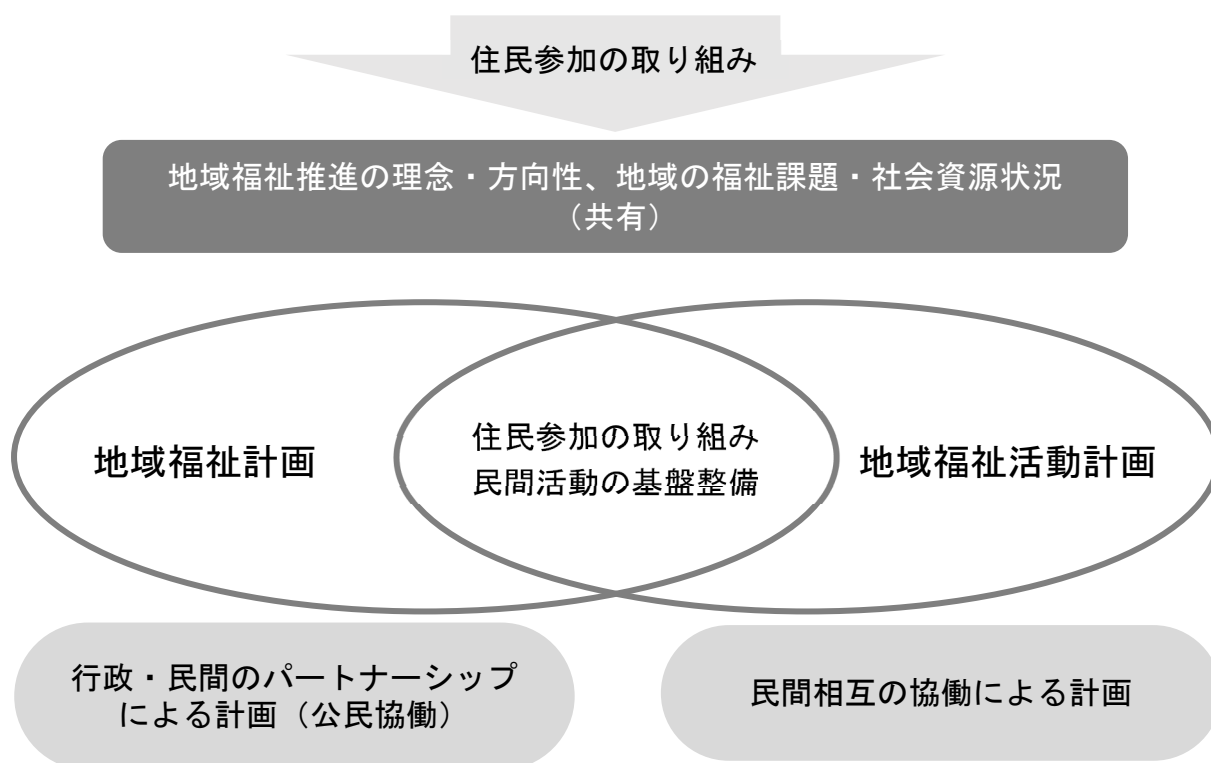 住民参加の取り組み
地域福祉推進の理念・方向性、地域の福祉課題・社会資源状況
（共有）
地域福祉計画
住民参加の取り組み
民間活動の基盤整備
地域福祉活動計画
行政・民間のパートナーシップ
による計画（公民協働）
民間相互の協働による計画